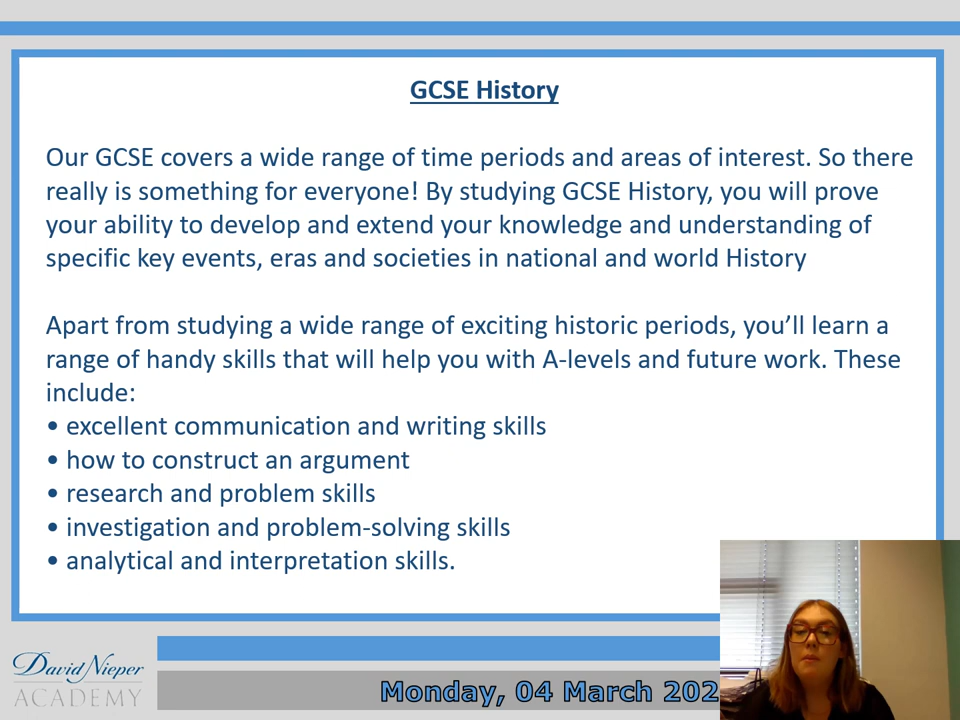 GCSE History
Our GCSE covers a wide range of time periods and areas of interest. So there
really is something for everyone! By studying GCSE History, you will prove
your ability to develop and extend your knowledge and understanding of
specific key events, eras and societies in national and world History
Apart from studying a wide range of exciting historic periods, you’ll learn a
range of handy skills that will help you with A-levels and future work. These
include:
• excellent communication and writing skills
• how to construct an argument
• research and problem skills
• investigation and problem-solving skills
• analytical and interpretation skills.
David Nieper
ACADEMY
Monday, 04 March 202